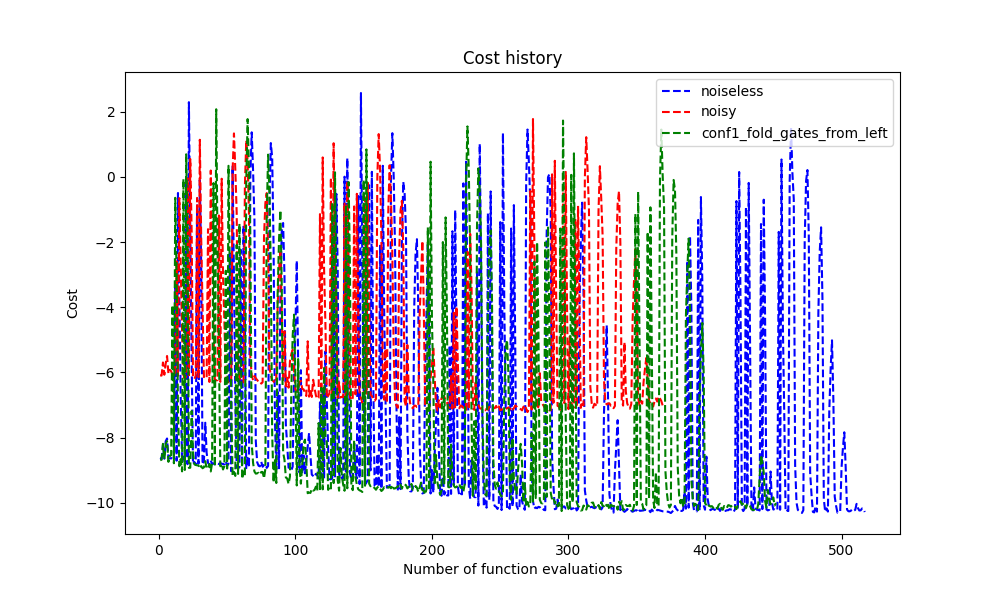 Cost history
noiseless
noisy
conf1_fold_gates_from_left
2
0
−2
−4
−6
−8
−10
Cost
0 100 200 300 400 500
Number of function evaluations